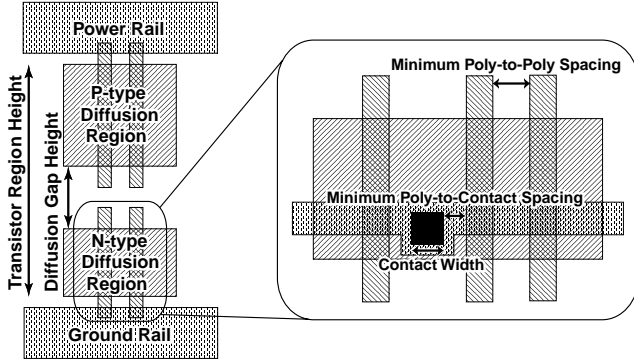 Power Rail
P-type
Diffusion
Region
Transistor Region Height
Diffusion Gap Height
N-type
Diffusion
Region
Ground Rail
Minimum Poly-to-Poly Spacing
Minimum Poly-to-Contact Spacing
Contact Width